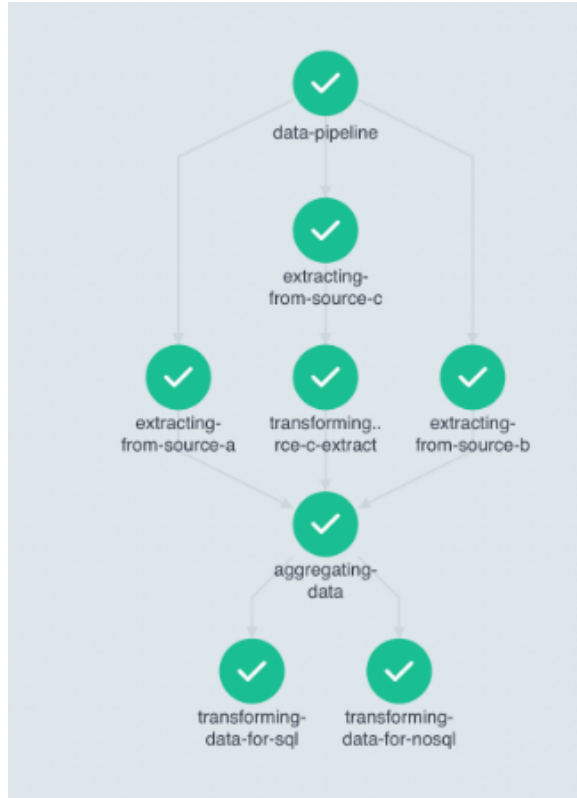 data-pipeline
extracting-
from-source-c
extracting-
from-source-a
transforming..
rce-c-extract
extracting-
from-source-b
aggregating-
data
transforming-
data-for-sql
transforming-
data-for-nosql